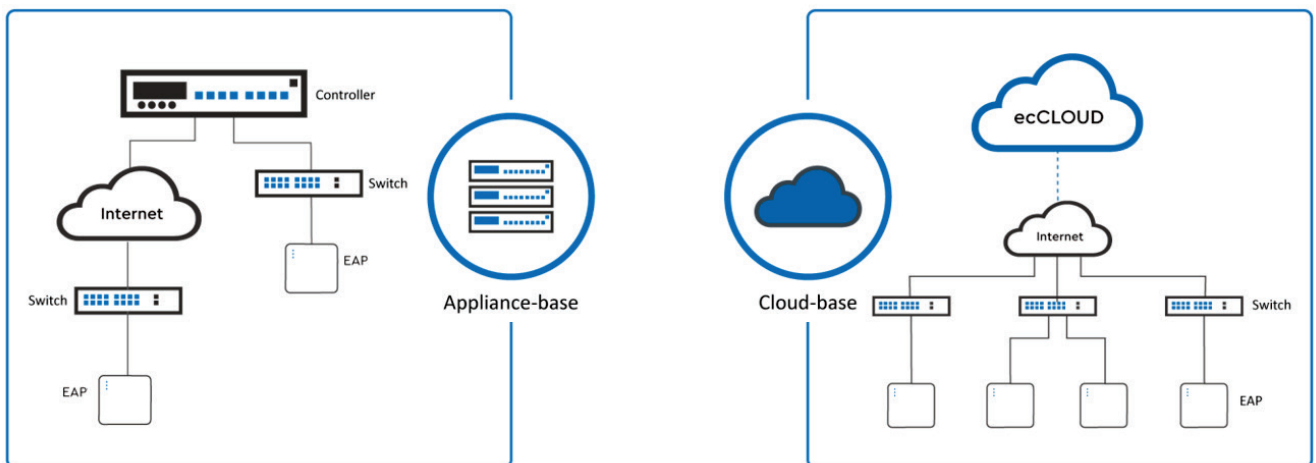 Controller
Internet
Switch
EAP
Switch
EAP
Appliance-base
ecCLOUD
Internet
Switch
EAP
Cloud-base